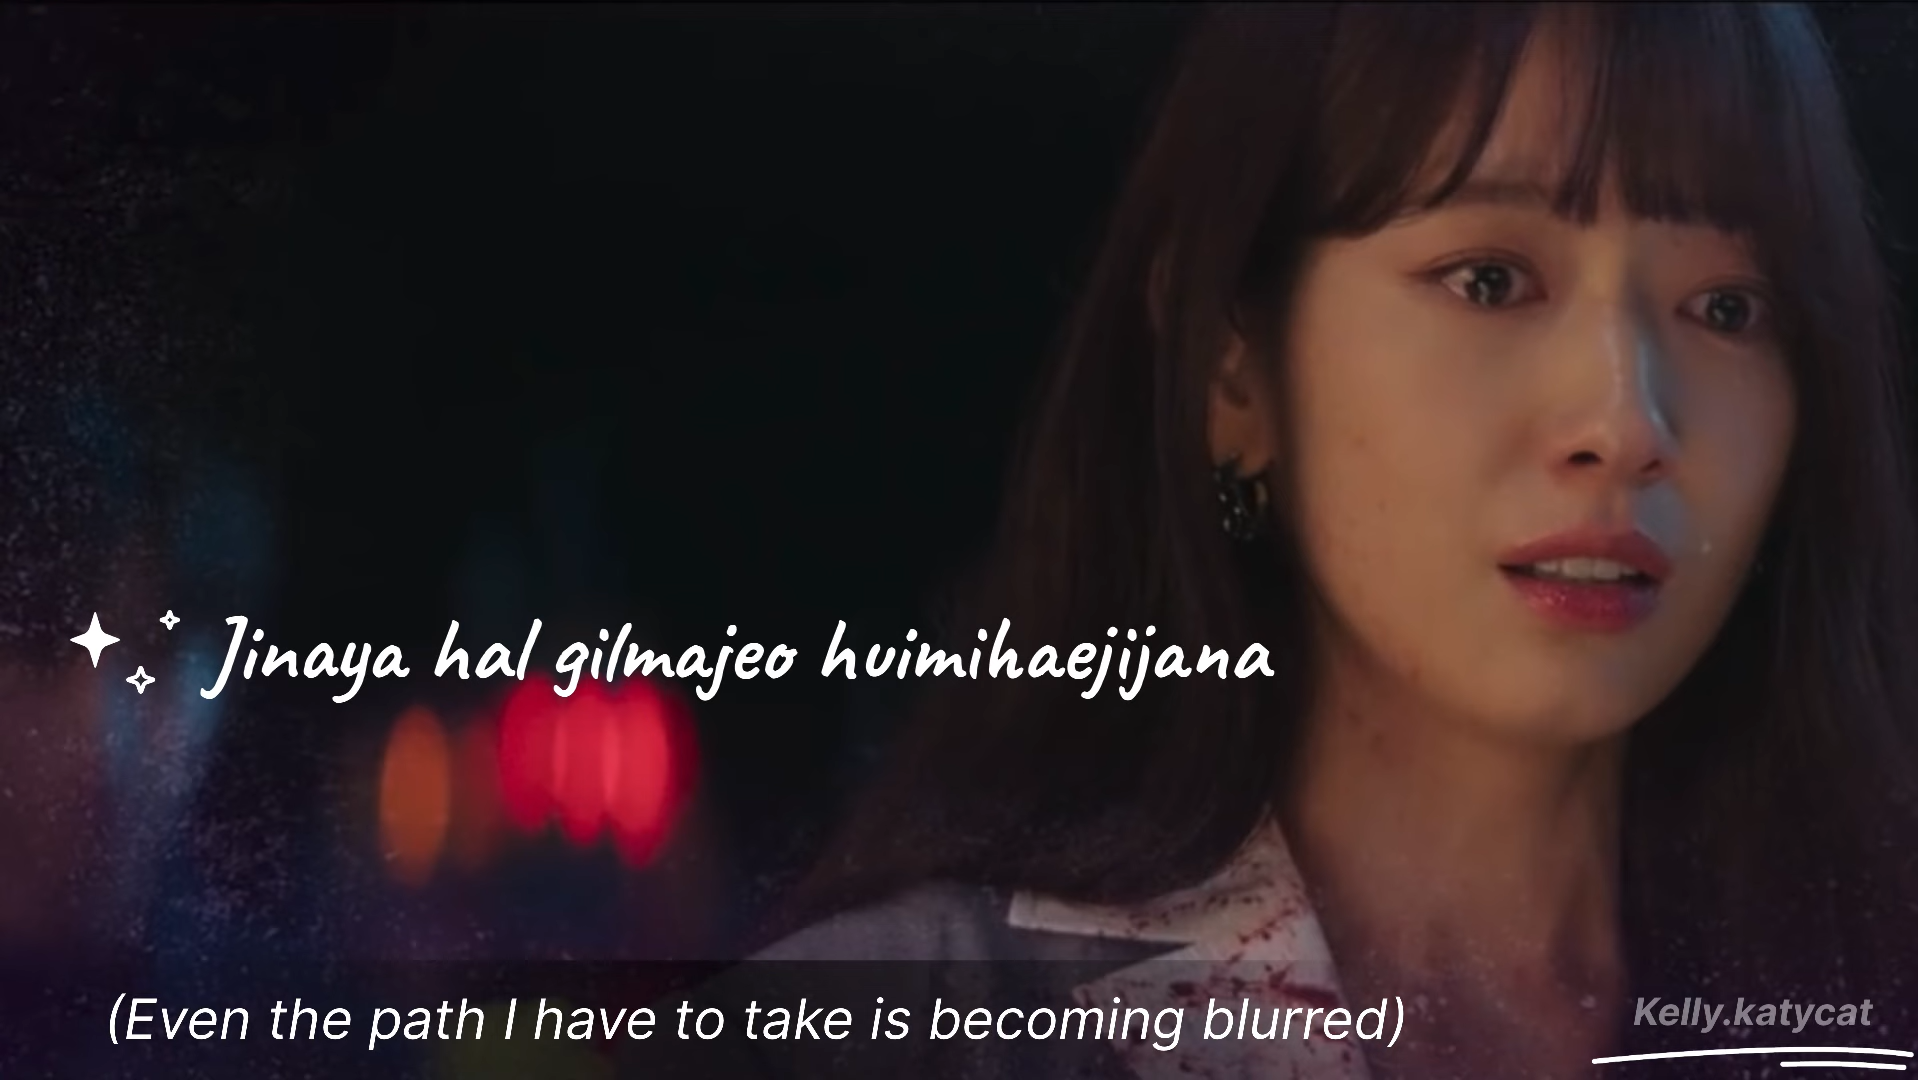 Jinaya hal gilmajeo huimihaejijana
(Even the path I have to take is becoming blurred)
Kelly.katycat